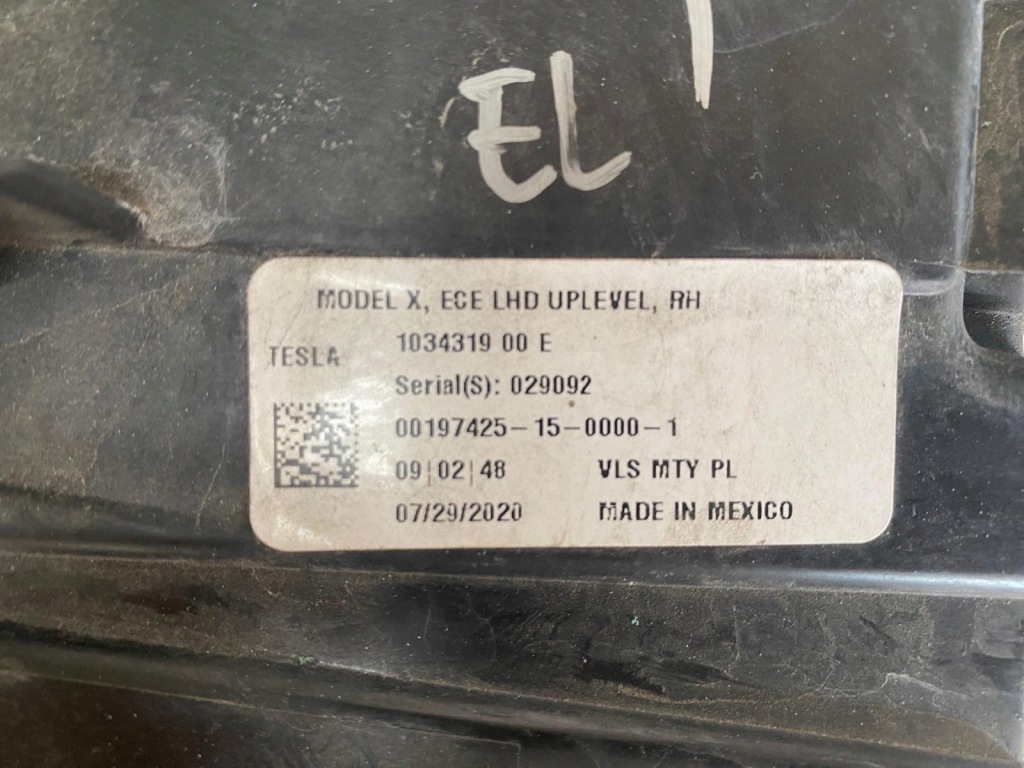 EL
MODEL X, ECE LHD UPLEVEL, RH
1034319 00 E
TESLA
Serial(S): 029092
00197425-15-0000-1
09|02|48 VLS MTY PL
07/29/2020 MADE IN MEXICO